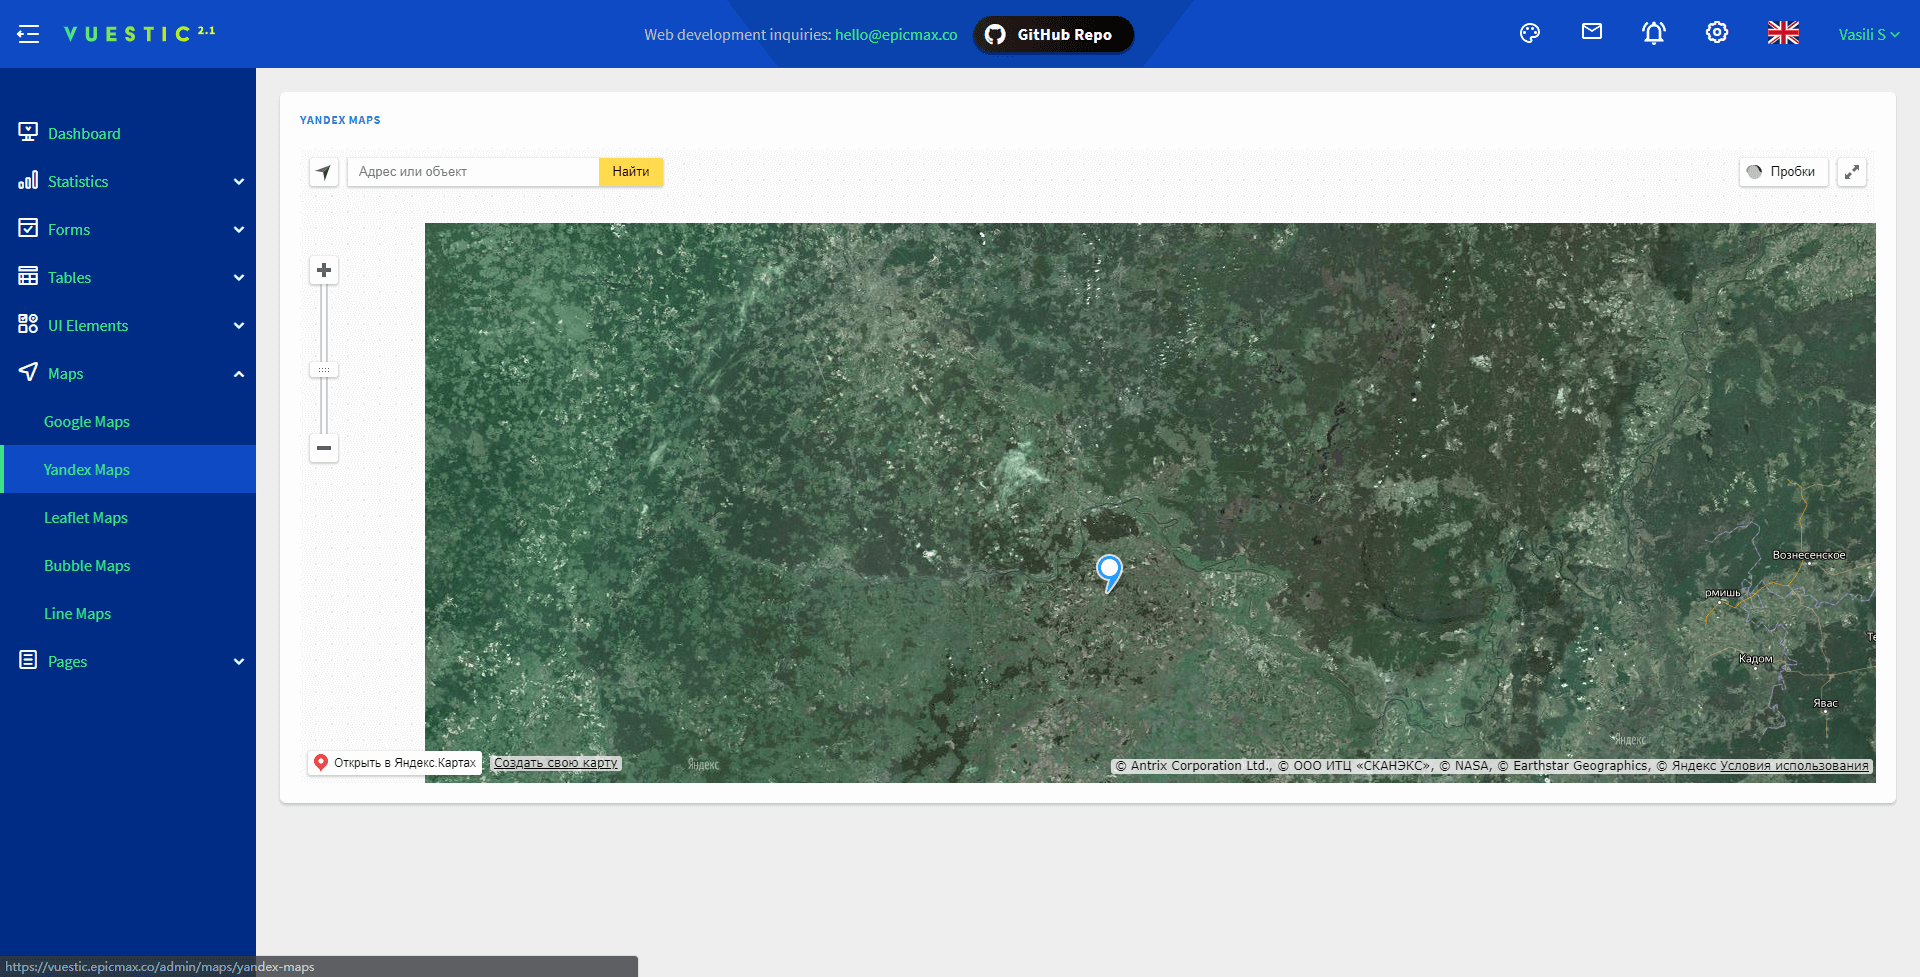 VUESTIC 2.1
Web development inquiries: hello@epicmax.co
GitHub Repo
Vasili S
Dashboard
Statistics
Forms
Tables
UI Elements
Maps
Google Maps
Yandex Maps
Leaflet Maps
Bubble Maps
Line Maps
Pages
YANDEX MAPS
Адрес или объект
Найти
Пробки
Вознесенское
рмишь
Те
Кадом
Явас
Яндекс
Яндекс
Открыть в Яндекс.Картах
Создать свою карту
© Antrix Corporation Ltd., © ООО ИТЦ «СКАНЭКС», © NASA, © Earthstar Geographics, © Яндекс Условия использования
https://vuestic.epicmax.co/admin/maps/yandex-maps